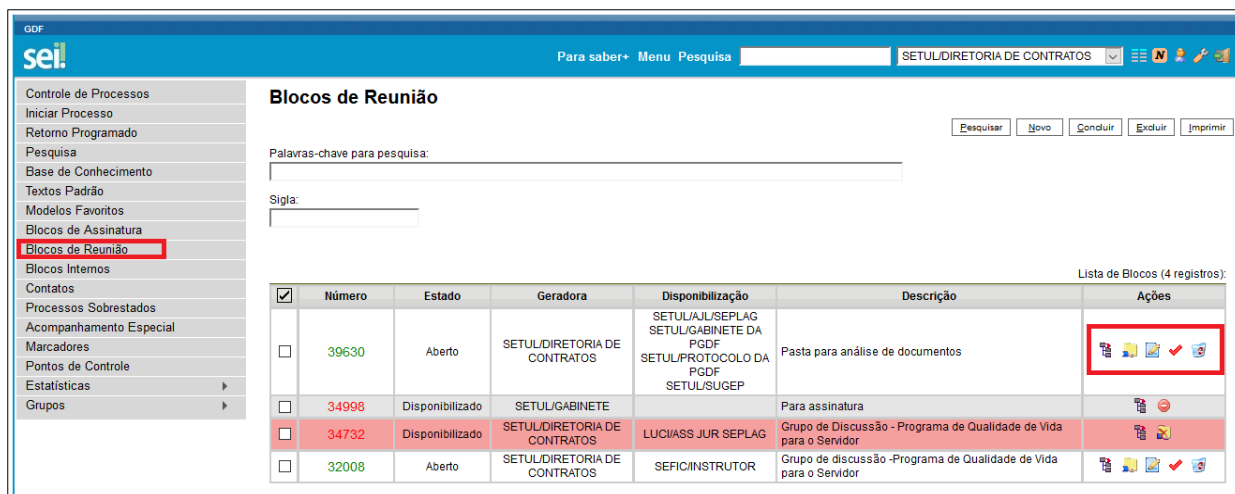 GDF
sei!
Para saber+ Menu Pesquisa
SETUL/DIRETORIA DE CONTRATOS
N
Controle de Processos
Iniciar Processo
Retorno Programado
Pesquisa
Base de Conhecimento
Textos Padrão
Modelos Favoritos
Blocos de Assinatura
Blocos de Reunião
Blocos Internos
Contatos
Processos Sobrestados
Acompanhamento Especial
Marcadores
Pontos de Controle
Estatísticas
Grupos
Blocos de Reunião
Pesquisar Novo Concluir Excluir Imprimir
Palavras-chave para pesquisa:
Sigla:
Lista de Blocos (4 registros):
Número Estado Geradora Disponibilização Descrição Ações
39630 Aberto
SETUL/DIRETORIA DE
CONTRATOS
SETUL/AJL/SEPLAG
SETUL/GABINETE DA
PGDF
SETUL/PROTOCOLO DA
PGDF
SETUL/SUGEP
Pasta para análise de documentos
34998 Disponibilizado SETUL/GABINETE Para assinatura
34732 Disponibilizado
SETUL/DIRETORIA DE
CONTRATOS
LUCI/ASS JUR SEPLAG
Grupo de Discussão - Programa de Qualidade de Vida
para o Servidor
32008 Aberto
SETUL/DIRETORIA DE
CONTRATOS
SEFIC/INSTRUTOR
Grupo de discussão -Programa de Qualidade de Vida
para o Servidor